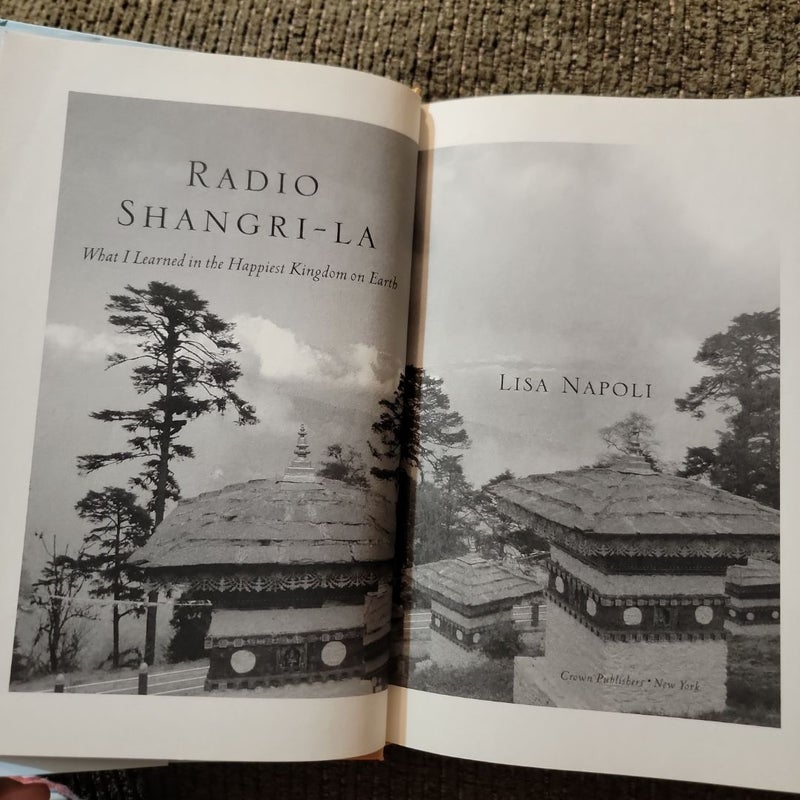 RADIO
SHANGRI-LA
What I Learned in the Happiest Kingdom on Earth
LISA NAPOLI
Crown Publishers • New York